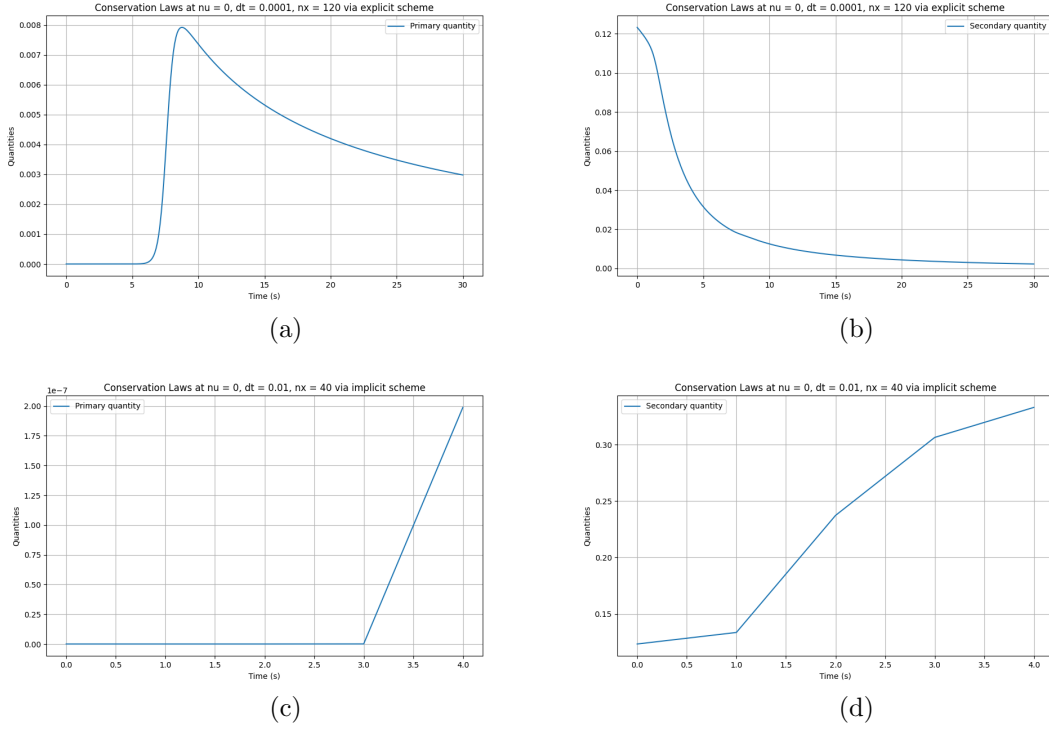 Conservation Laws at nu = 0, dt = 0.0001, nx = 120 via explicit scheme
Primary quantity
Quantities
0.008
0.007
0.006
0.005
0.004
0.003
0.002
0.001
0.000
0 5 10 15 20 25 30
Time (s)
(a)
Conservation Laws at nu = 0, dt = 0.0001, nx = 120 via explicit scheme
Secondary quantity
Quantities
0.12
0.10
0.08
0.06
0.04
0.02
0.00
0 5 10 15 20 25 30
Time (s)
(b)
Conservation Laws at nu = 0, dt = 0.01, nx = 40 via implicit scheme
1e−7
Primary quantity
Quantities
2.00
1.75
1.50
1.25
1.00
0.75
0.50
0.25
0.00
0.0 0.5 1.0 1.5 2.0 2.5 3.0 3.5 4.0
Time (s)
(c)
Conservation Laws at nu = 0, dt = 0.01, nx = 40 via implicit scheme
Secondary quantity
Quantities
0.30
0.25
0.20
0.15
0.0 0.5 1.0 1.5 2.0 2.5 3.0 3.5 4.0
Time (s)
(d)